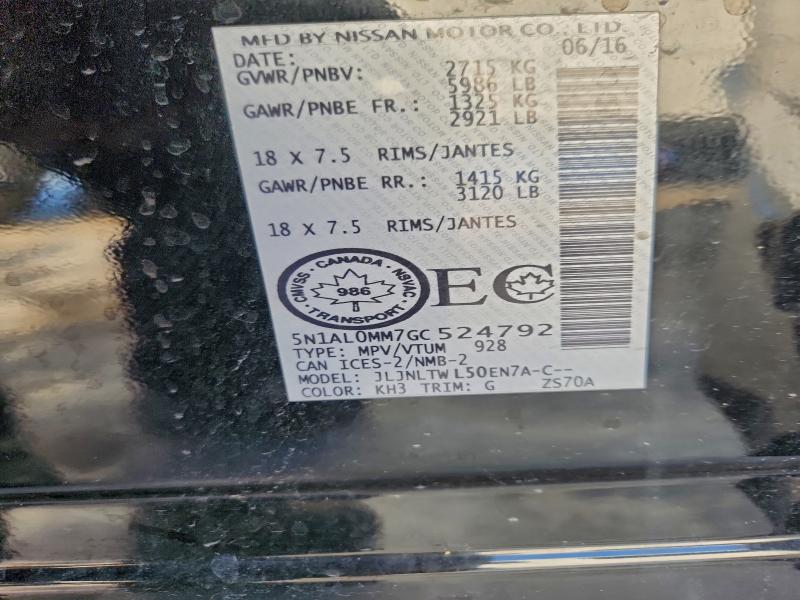 MFD BY NISSAN MOTOR CO., LTD.
DATE: 06/16
GVWR/PNBV: 2715 KG
5986 LB
GAWR/PNBE FR.: 1325 KG
2921 LB
18 X 7.5 RIMS/JANTES
GAWR/PNBE RR.: 1415 KG
3120 LB
18 X 7.5 RIMS/JANTES
CMVSS · CANADA · NSVAC
986
· TRANSPORT ·
EC
5N1AL0MM7GC524792
TYPE: MPV/VTUM 928
CAN ICES-2/NMB-2
MODEL: JLJNLTWL50EN7A-C--
COLOR: KH3 TRIM: G ZS70A